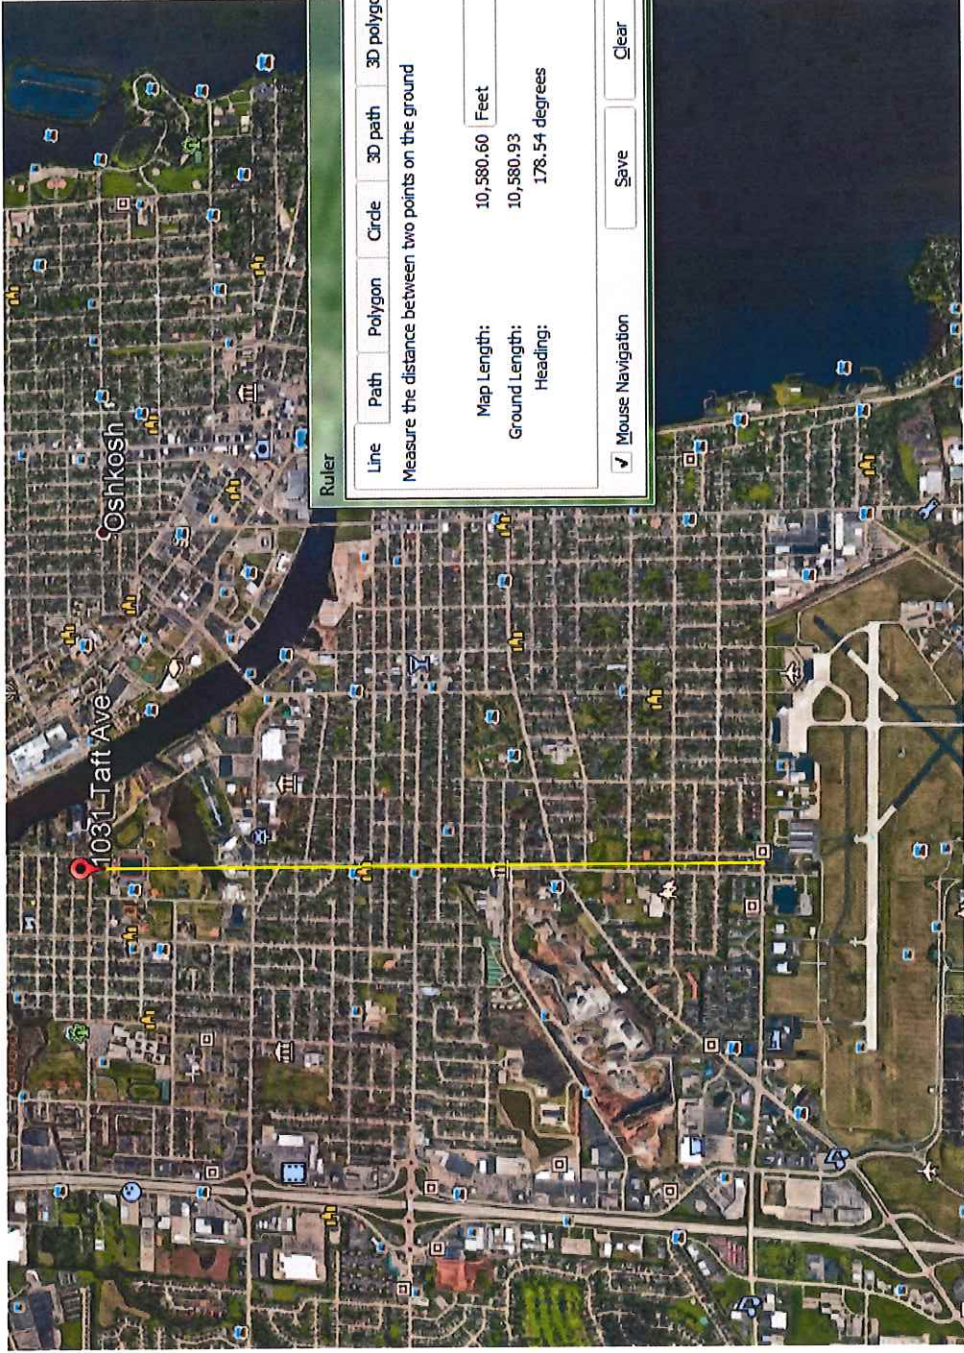 1031 Taft Ave
Oshkosh
Ruler
Line Path Polygon Circle 3D path 3D polygo
Measure the distance between two points on the ground
Map Length: 10,580.60 Feet
Ground Length: 10,580.93
Heading: 178.54 degrees
✓ Mouse Navigation Save Clear